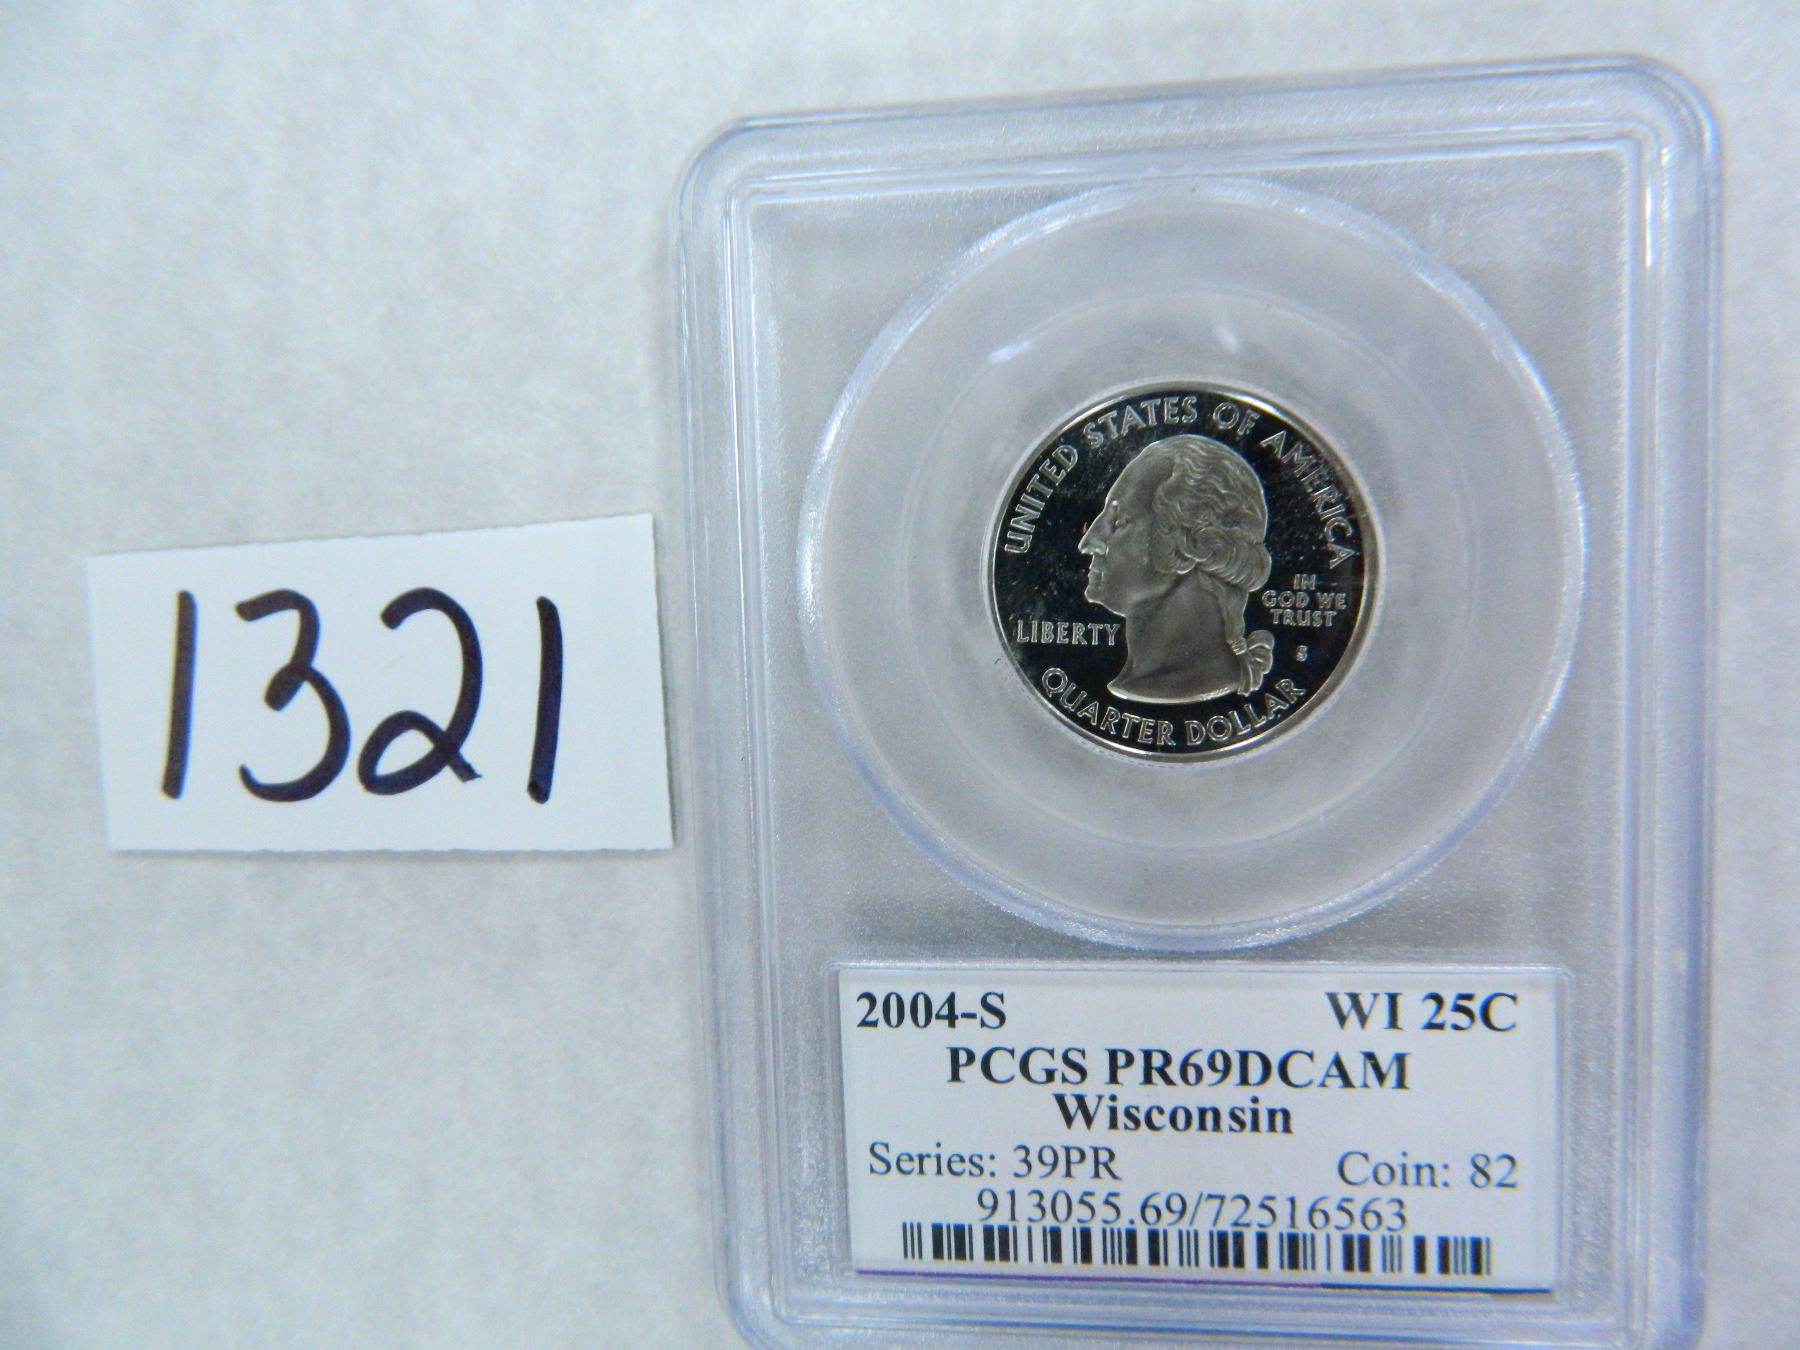 1321
UNITED STATES OF AMERICA
IN
GOD WE
TRUST
LIBERTY
S
QUARTER DOLLAR
2004-S WI 25C
PCGS PR69DCAM
Wisconsin
Series: 39PR Coin: 82
913055.69/72516563